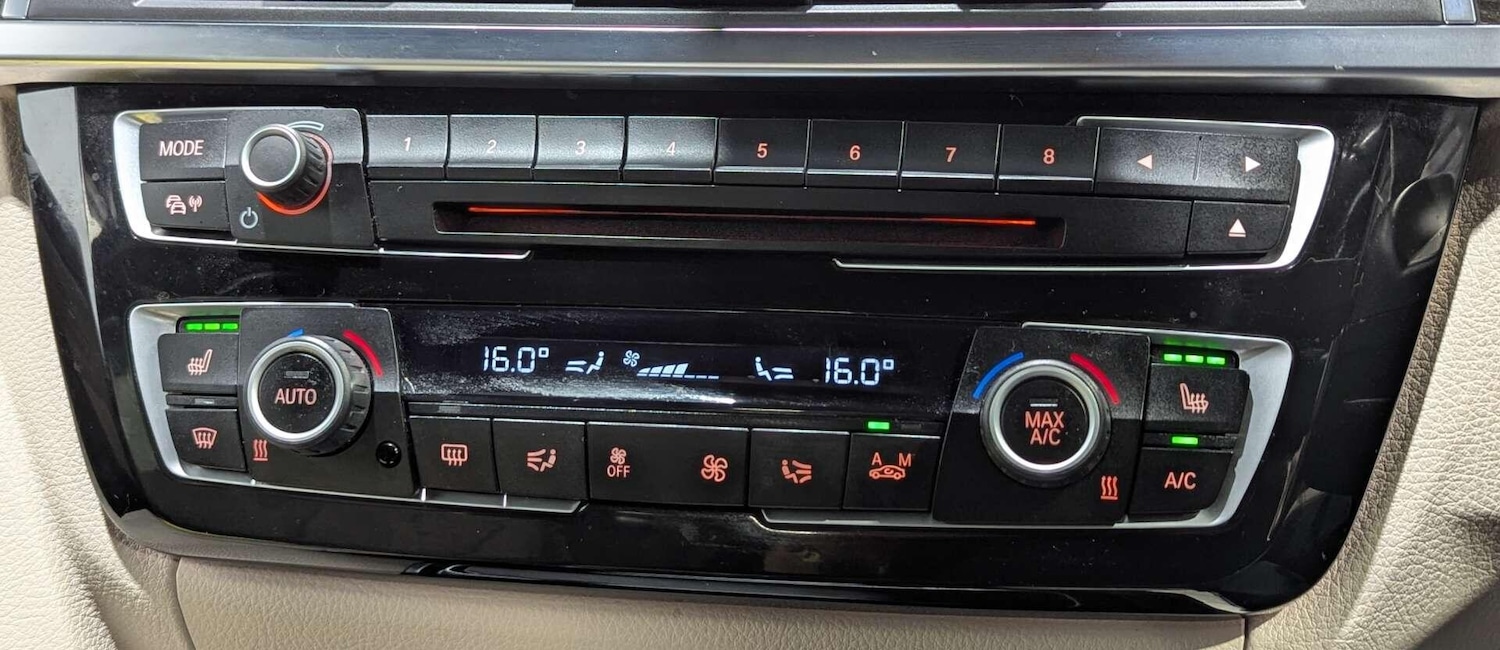 MODE
1 2 3 4 5 6 7 8
16.0° 16.0°
AUTO
MAX
A/C
OFF
A M
A/C